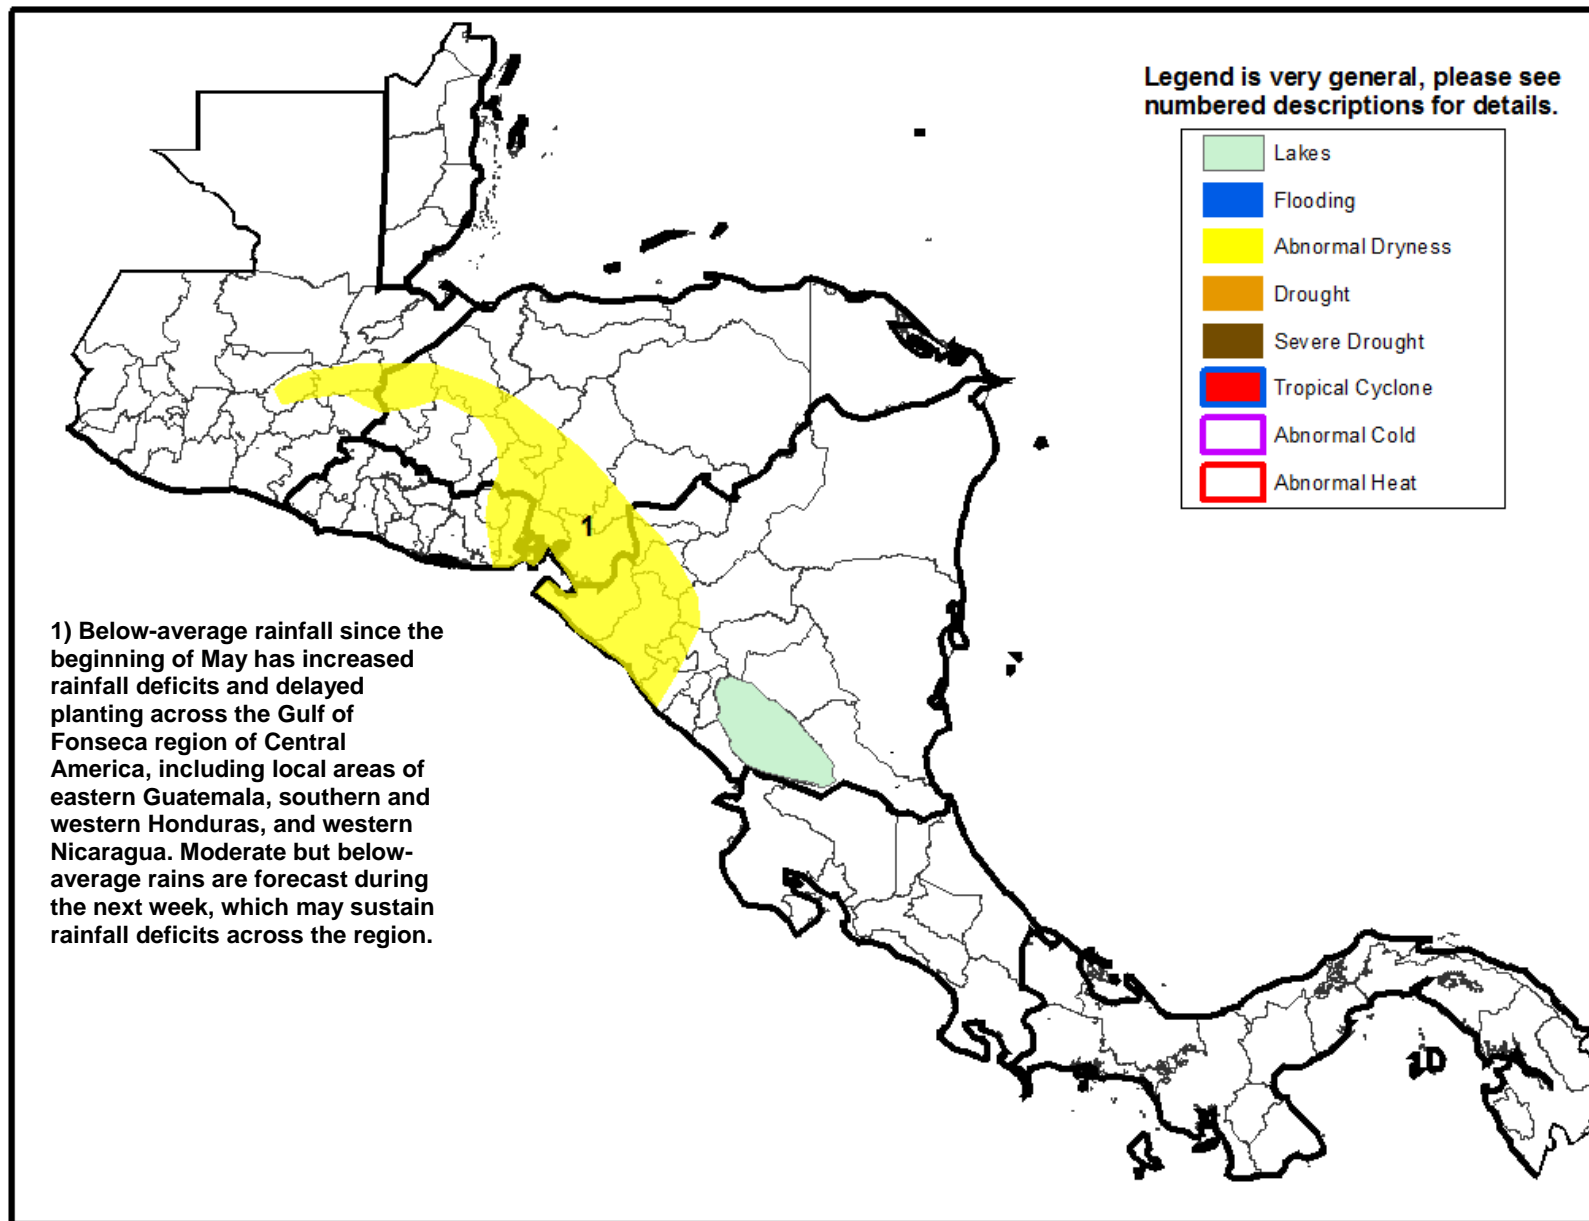 Legend is very general, please see
numbered descriptions for details.
Lakes
Flooding
Abnormal Dryness
Drought
Severe Drought
Tropical Cyclone
Abnormal Cold
Abnormal Heat
1
1) Below-average rainfall since the
beginning of May has increased
rainfall deficits and delayed
planting across the Gulf of
Fonseca region of Central
America, including local areas of
eastern Guatemala, southern and
western Honduras, and western
Nicaragua. Moderate but below-
average rains are forecast during
the next week, which may sustain
rainfall deficits across the region.